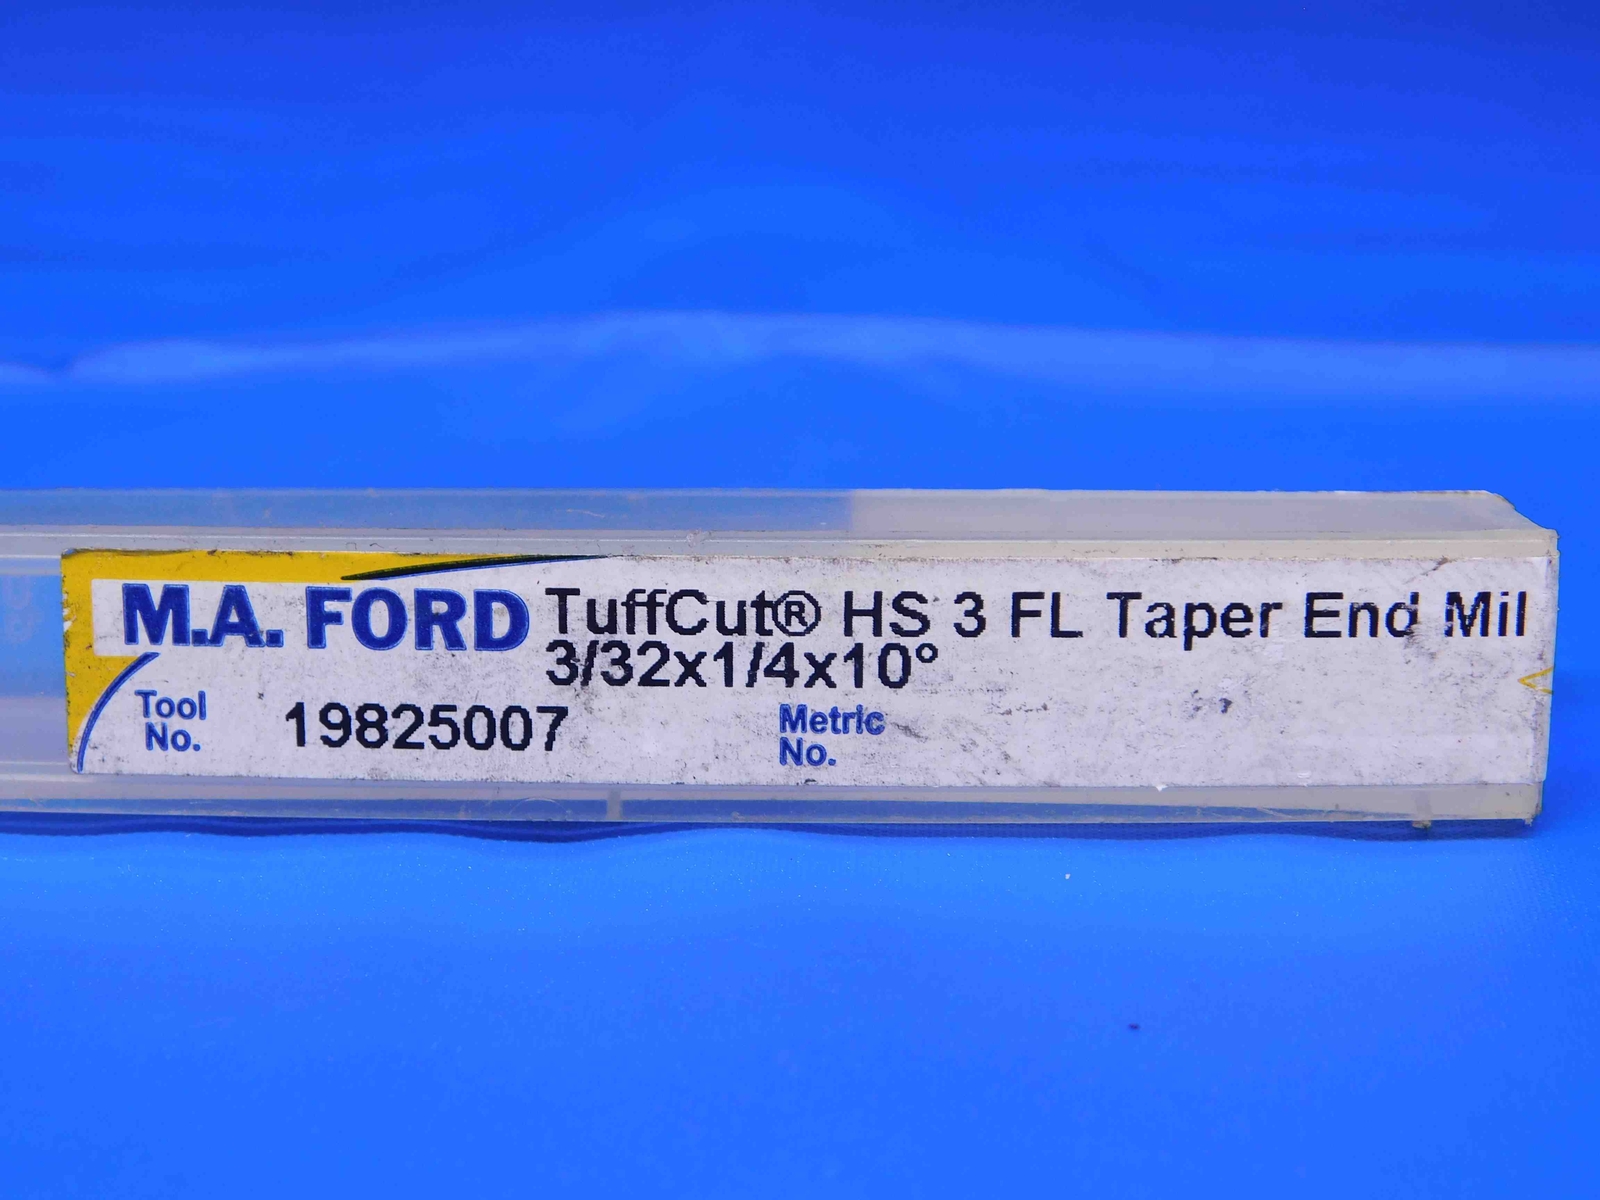 M.A. FORD TuffCut® HS 3 FL Taper End Mil
3/32x1/4x10°
Tool No. 19825007
Metric No.